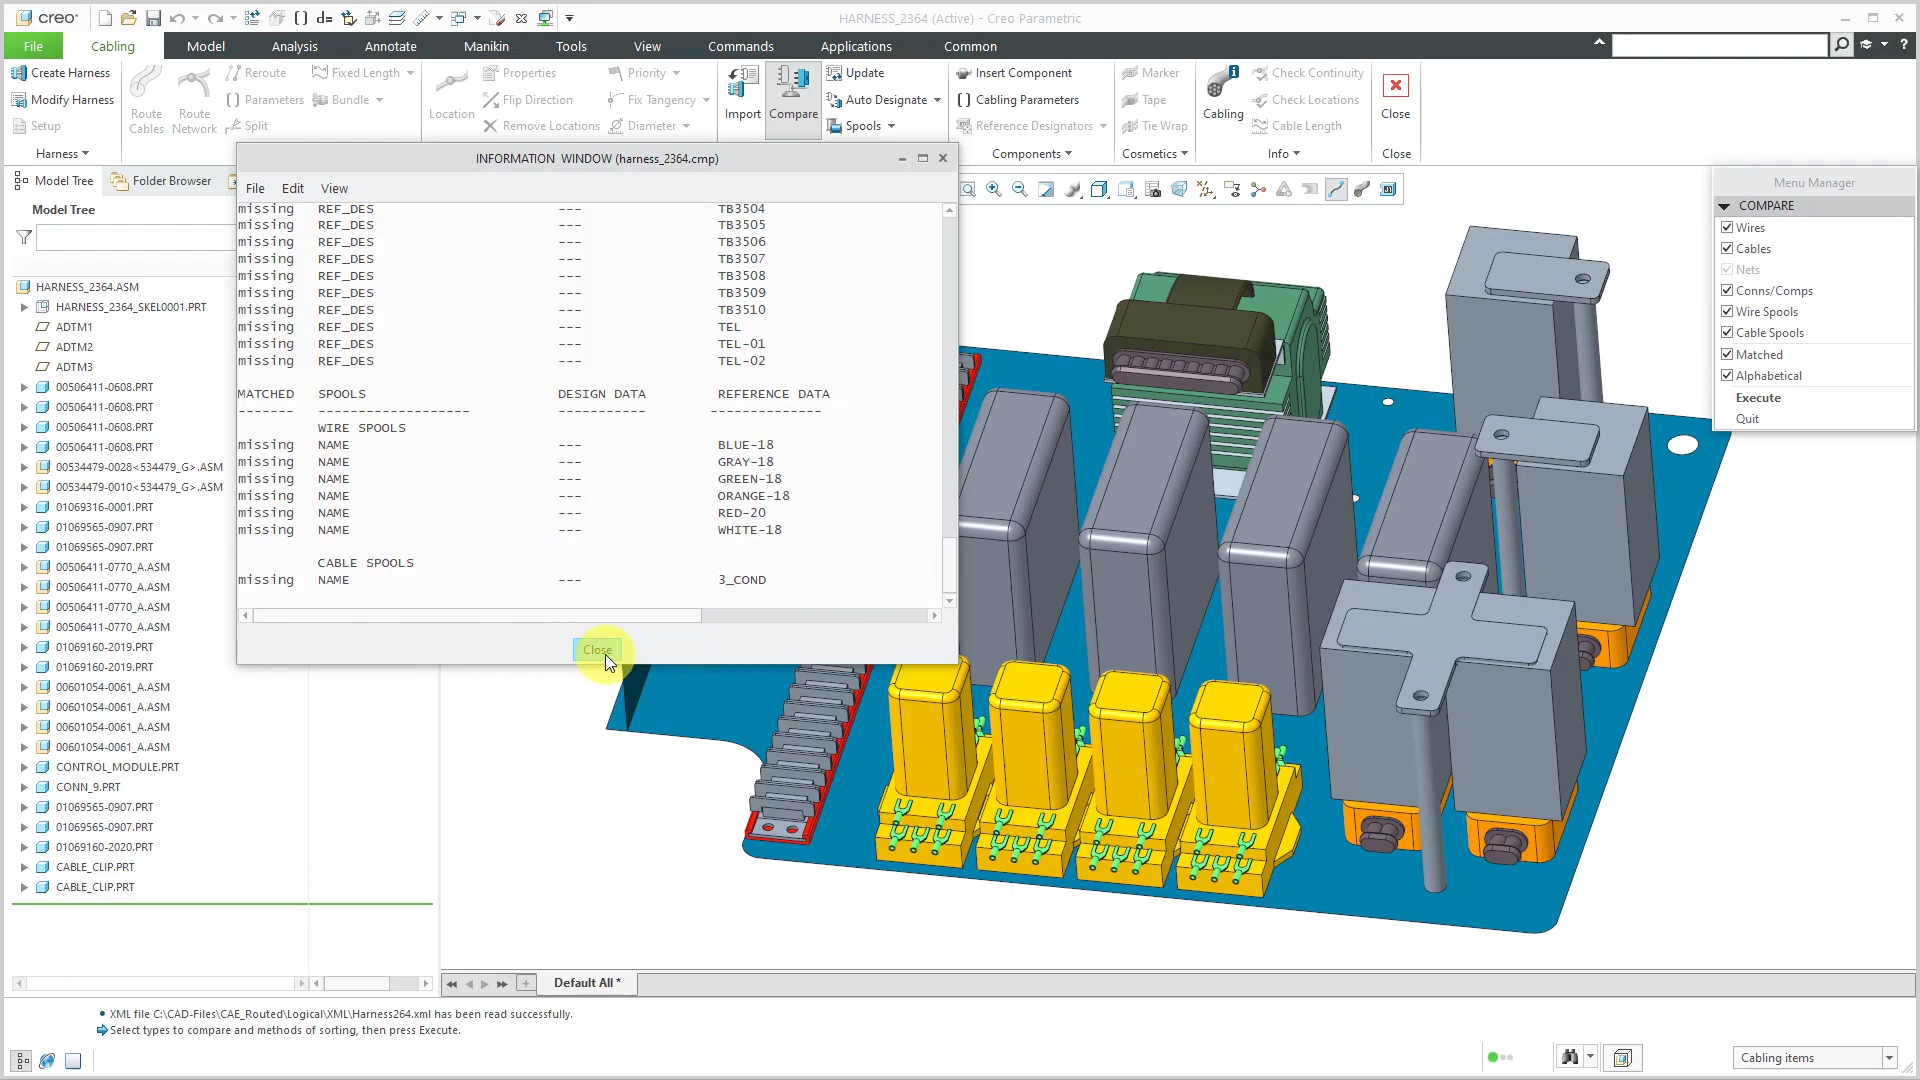 creo
d=
HARNESS_2364 (Active) - Creo Parametric
File
Cabling
Model
Analysis
Annotate
Manikin
Tools
View
Commands
Applications
Common
Create Harness
Modify Harness
Setup
Harness
Route Cables
Route Network
Reroute
Parameters
Split
Fixed Length
Bundle
Location
Properties
Flip Direction
Remove Locations
Priority
Fix Tangency
Diameter
Import
Compare
Update
Auto Designate
Spools
Insert Component
Cabling Parameters
Reference Designators
Components
Marker
Tape
Tie Wrap
Cosmetics
Cabling
Check Continuity
Check Locations
Cable Length
Info
Close
Close
Model Tree
Folder Browser
Model Tree
HARNESS_2364.ASM
HARNESS_2364_SKEL0001.PRT
ADTM1
ADTM2
ADTM3
00506411-0608.PRT
00506411-0608.PRT
00506411-0608.PRT
00506411-0608.PRT
00534479-0028<534479_G>.ASM
00534479-0010<534479_G>.ASM
01069316-0001.PRT
01069565-0907.PRT
01069565-0907.PRT
00506411-0770_A.ASM
00506411-0770_A.ASM
00506411-0770_A.ASM
00506411-0770_A.ASM
01069160-2019.PRT
01069160-2019.PRT
00601054-0061_A.ASM
00601054-0061_A.ASM
00601054-0061_A.ASM
00601054-0061_A.ASM
CONTROL_MODULE.PRT
CONN_9.PRT
01069565-0907.PRT
01069565-0907.PRT
01069160-2020.PRT
CABLE_CLIP.PRT
CABLE_CLIP.PRT
INFORMATION WINDOW (harness_2364.cmp)
File Edit View
missing REF_DES --- TB3504
missing REF_DES --- TB3505
missing REF_DES --- TB3506
missing REF_DES --- TB3507
missing REF_DES --- TB3508
missing REF_DES --- TB3509
missing REF_DES --- TB3510
missing REF_DES --- TEL
missing REF_DES --- TEL-01
missing REF_DES --- TEL-02
MATCHED SPOOLS DESIGN DATA REFERENCE DATA
------- ------------------- ----------- --------------
WIRE SPOOLS
missing NAME --- BLUE-18
missing NAME --- GRAY-18
missing NAME --- GREEN-18
missing NAME --- ORANGE-18
missing NAME --- RED-20
missing NAME --- WHITE-18
CABLE SPOOLS
missing NAME --- 3_COND
Close
Menu Manager
COMPARE
Wires
Cables
Nets
Conns/Comps
Wire Spools
Cable Spools
Matched
Alphabetical
Execute
Quit
Default All *
XML file C:\CAD-Files\CAE_Routed\Logical\XML\Harness264.xml has been read successfully.
Select types to compare and methods of sorting, then press Execute.
Cabling items